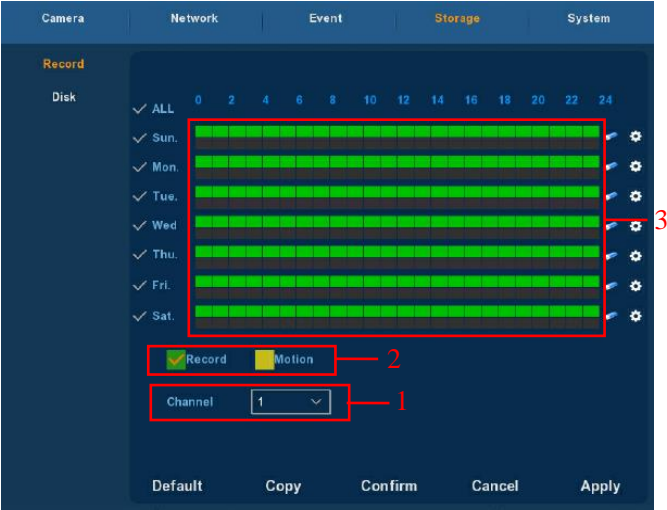 Camera Network Event Storage System
Record
Disk
0 2 4 6 8 10 12 14 16 18 20 22 24
ALL
Sun.
Mon.
Tue.
Wed
3
Thu.
Fri.
Sat.
Record Motion 2
Channel 1 1
Default Copy Confirm Cancel Apply